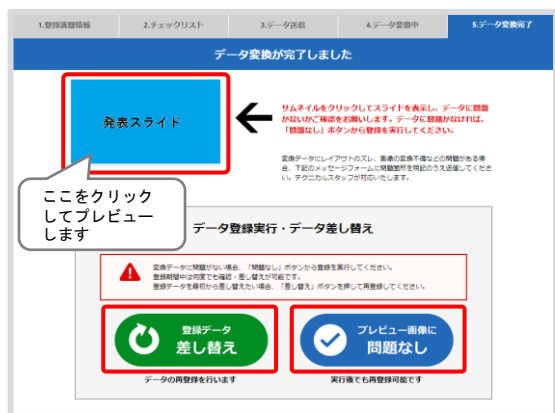 1.登録演題情報
2.チェックリスト
3.データ送信
4.データ変換中
5.データ変換完了
データ変換が完了しました
発表スライド
サムネイルをクリックしてスライドを表示し、データに問題
がないかご確認をお願いします。データに問題がなければ、
「問題なし」ボタンから登録を実行してください。
変換データにレイアウトのズレ、画像の変換不備などの問題がある場
合、下記のメッセージフォームに問題箇所を明記のうえ送信してくださ
い。テクニカルスタッフが対応いたします。
ここをクリック
してプレビュー
します
データ登録実行・データ差し替え
変換データに問題がない場合、「問題なし」ボタンから登録を実行してください。
登録期間中は何度でも確認・差し替えが可能です。
登録データを最初から差し替えたい場合、「差し替え」ボタンを押して再登録してください。
登録データ
差し替え
プレビュー画像に
問題なし
データの再登録を行います
実行後でも再登録可能です